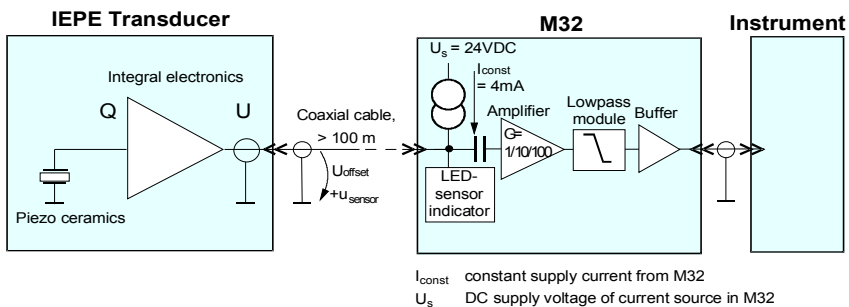 IEPE Transducer
M32
Instrument
Integral electronics
Q
U
Piezo ceramics
Coaxial cable,
> 100 m
Uoffset
+usensor
Us = 24VDC
Iconst
= 4mA
Amplifier
G=
1/10/100
Lowpass
module
Buffer
LED-
sensor
indicator
Iconst constant supply current from M32
Us DC supply voltage of current source in M32